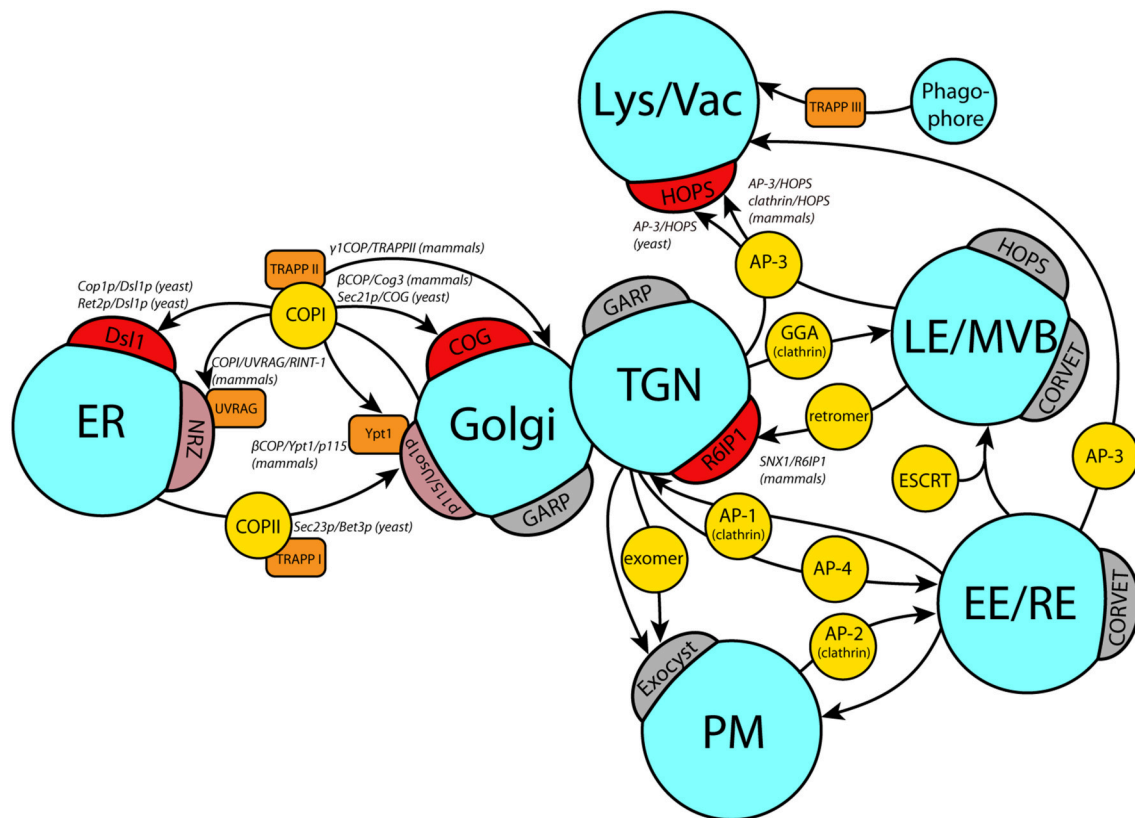 Lys/Vac
HOPS
TRAPP III
Phago-
phore
AP-3/HOPS
clathrin/HOPS
(mammals)
AP-3/HOPS
(yeast)
AP-3
γ1COP/TRAPPII (mammals)
TRAPP II
COPI
βCOP/Cog3 (mammals)
Sec21p/COG (yeast)
Cop1p/Dsl1p (yeast)
Ret2p/Dsl1p (yeast)
Dsl1
ER
NRZ
COPI/UVRAG/RINT-1
(mammals)
UVRAG
COG
Golgi
Ypt1
βCOP/Ypt1/p115
(mammals)
p115/Uso1p
GARP
COPII
Sec23p/Bet3p (yeast)
TRAPP I
GARP
TGN
R6IP1
GGA
(clathrin)
retromer
SNX1/R6IP1
(mammals)
HOPS
LE/MVB
CORVET
ESCRT
AP-3
AP-1
(clathrin)
exomer
AP-4
AP-2
(clathrin)
EE/RE
CORVET
Exocyst
PM